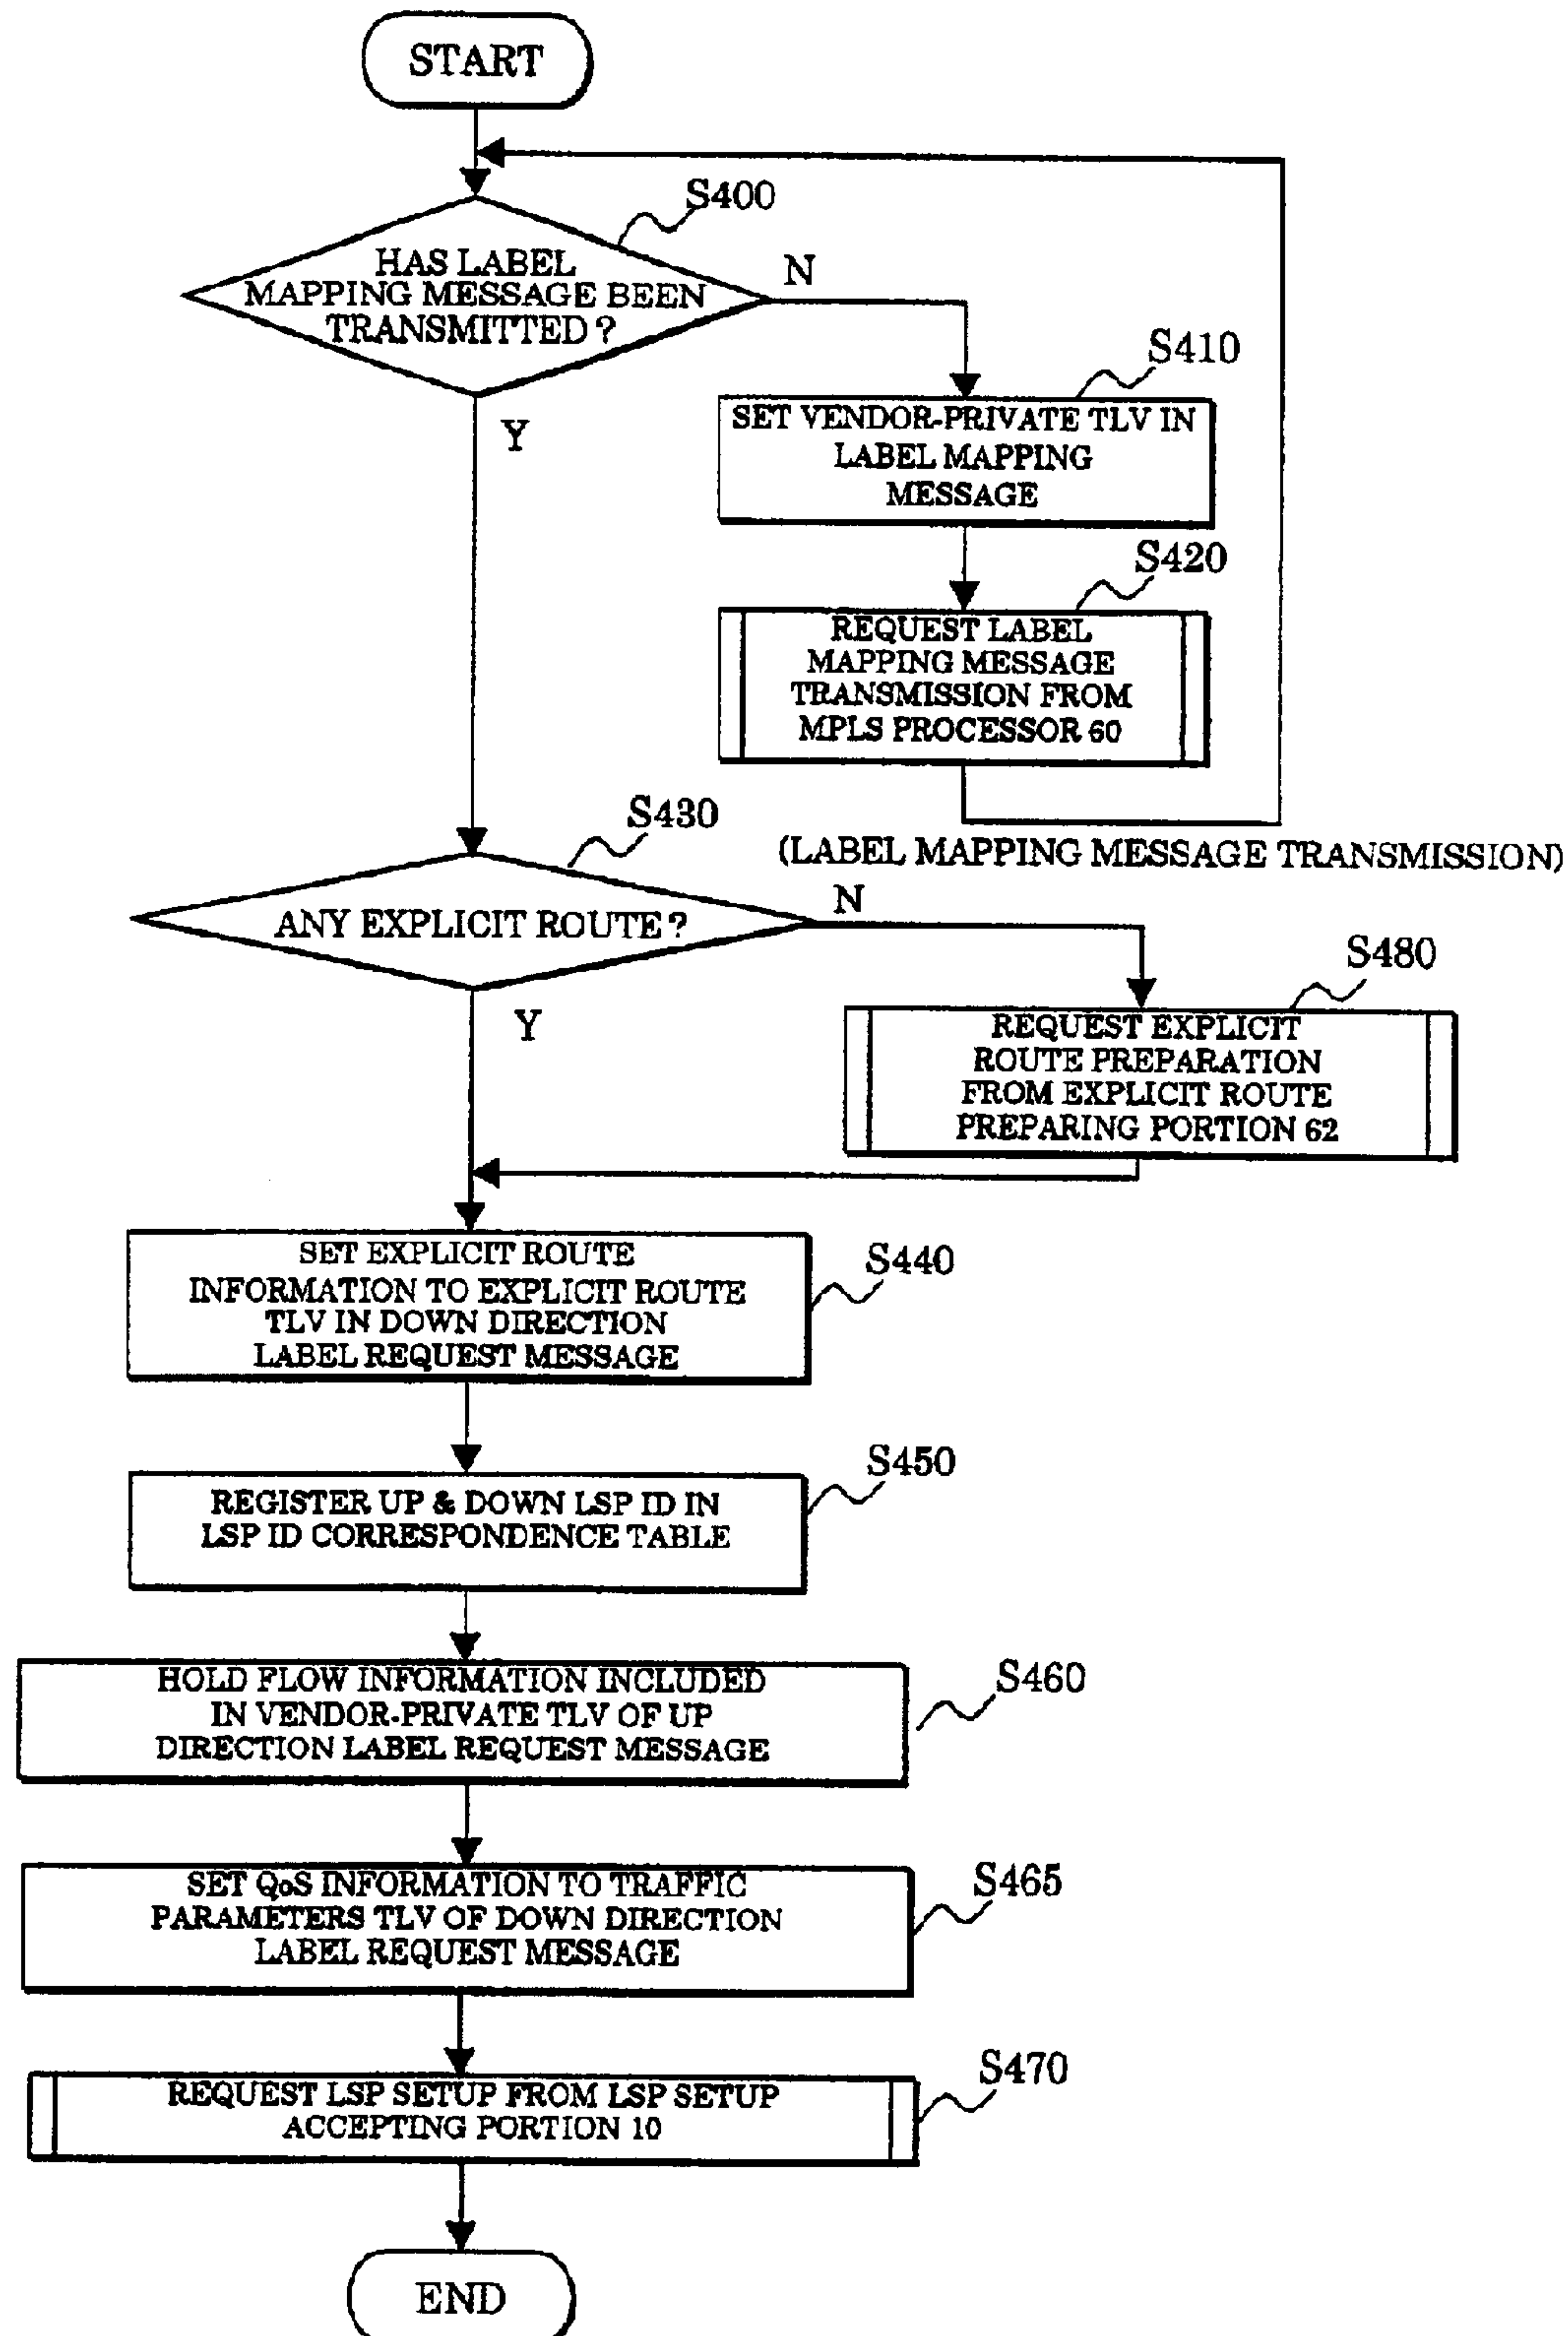 START
S400
HAS LABEL
MAPPING MESSAGE BEEN
TRANSMITTED ?
N
Y
S410
SET VENDOR-PRIVATE TLV IN
LABEL MAPPING
MESSAGE
S420
REQUEST LABEL
MAPPING MESSAGE
TRANSMISSION FROM
MPLS PROCESSOR 60
(LABEL MAPPING MESSAGE TRANSMISSION)
S430
ANY EXPLICIT ROUTE ?
N
Y
S480
REQUEST EXPLICIT
ROUTE PREPARATION
FROM EXPLICIT ROUTE
PREPARING PORTION 62
SET EXPLICIT ROUTE
INFORMATION TO EXPLICIT ROUTE
TLV IN DOWN DIRECTION
LABEL REQUEST MESSAGE
S440
REGISTER UP & DOWN LSP ID IN
LSP ID CORRESPONDENCE TABLE
S450
HOLD FLOW INFORMATION INCLUDED
IN VENDOR-PRIVATE TLV OF UP
DIRECTION LABEL REQUEST MESSAGE
S460
SET QoS INFORMATION TO TRAFFIC
PARAMETERS TLV OF DOWN DIRECTION
LABEL REQUEST MESSAGE
S465
REQUEST LSP SETUP FROM LSP SETUP
ACCEPTING PORTION 10
S470
END